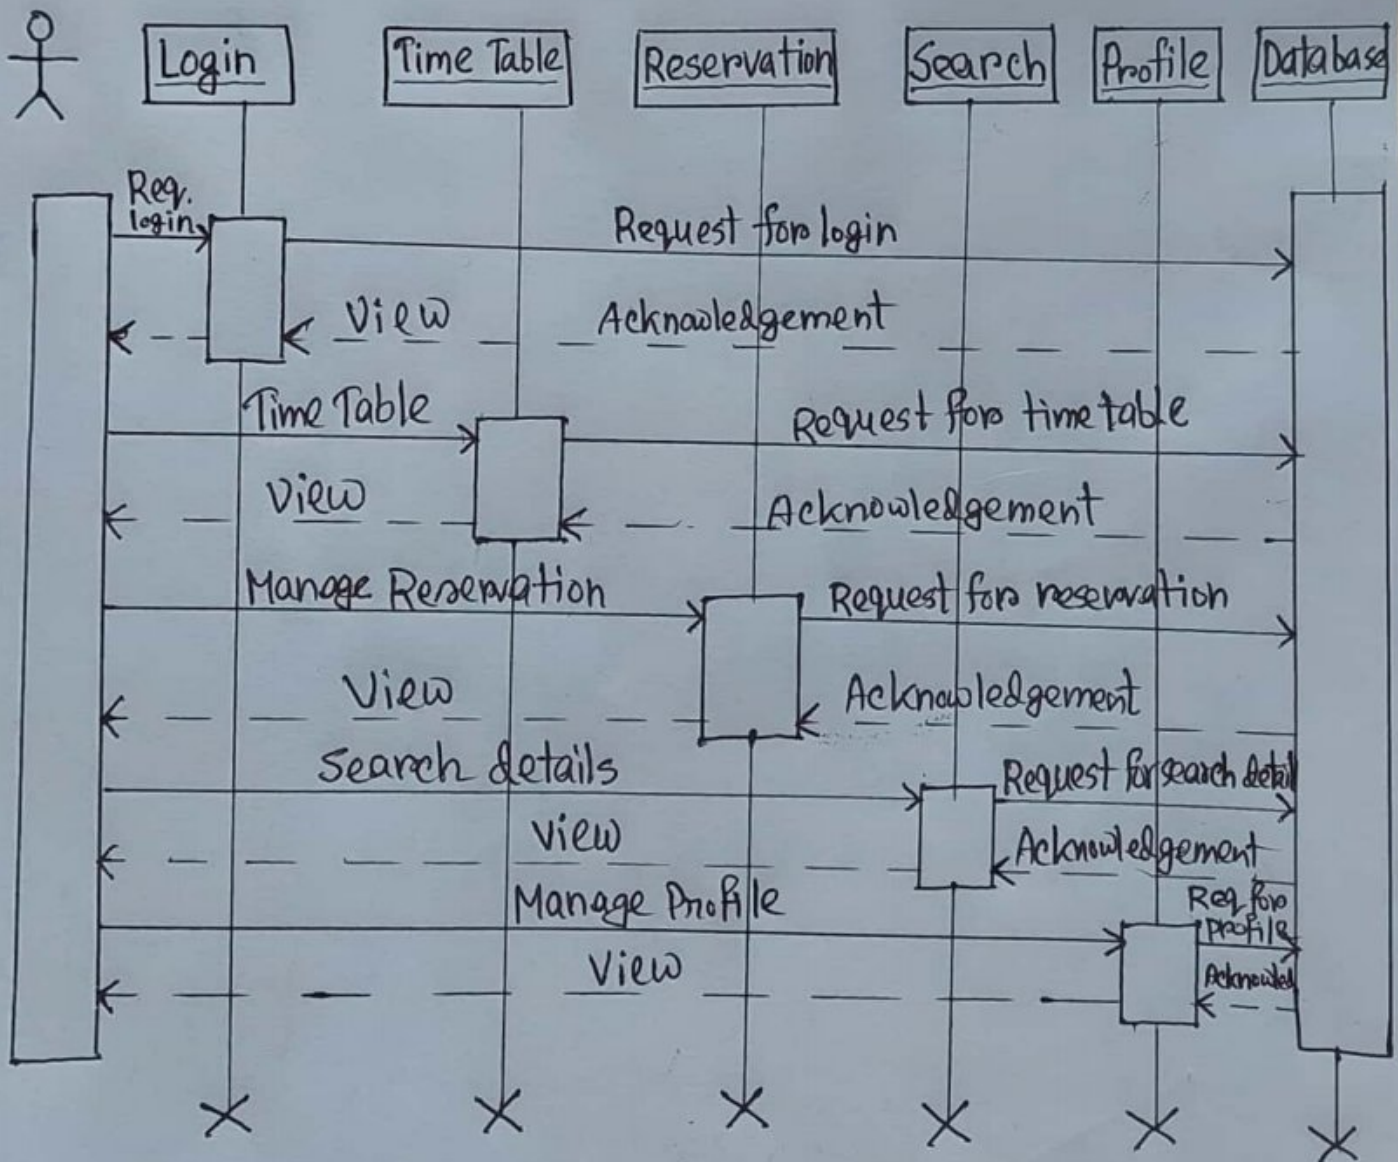 Login
Time Table
Reservation
Search
Profile
Database
Req.
login
Request for login
View
Acknowledgement
Time Table
Request for time table
View
Acknowledgement
Manage Reservation
Request for reservation
View
Acknowledgement
Search details
Request for search detail
View
Acknowledgement
Manage Profile
Req for
profile
View
Acknowled